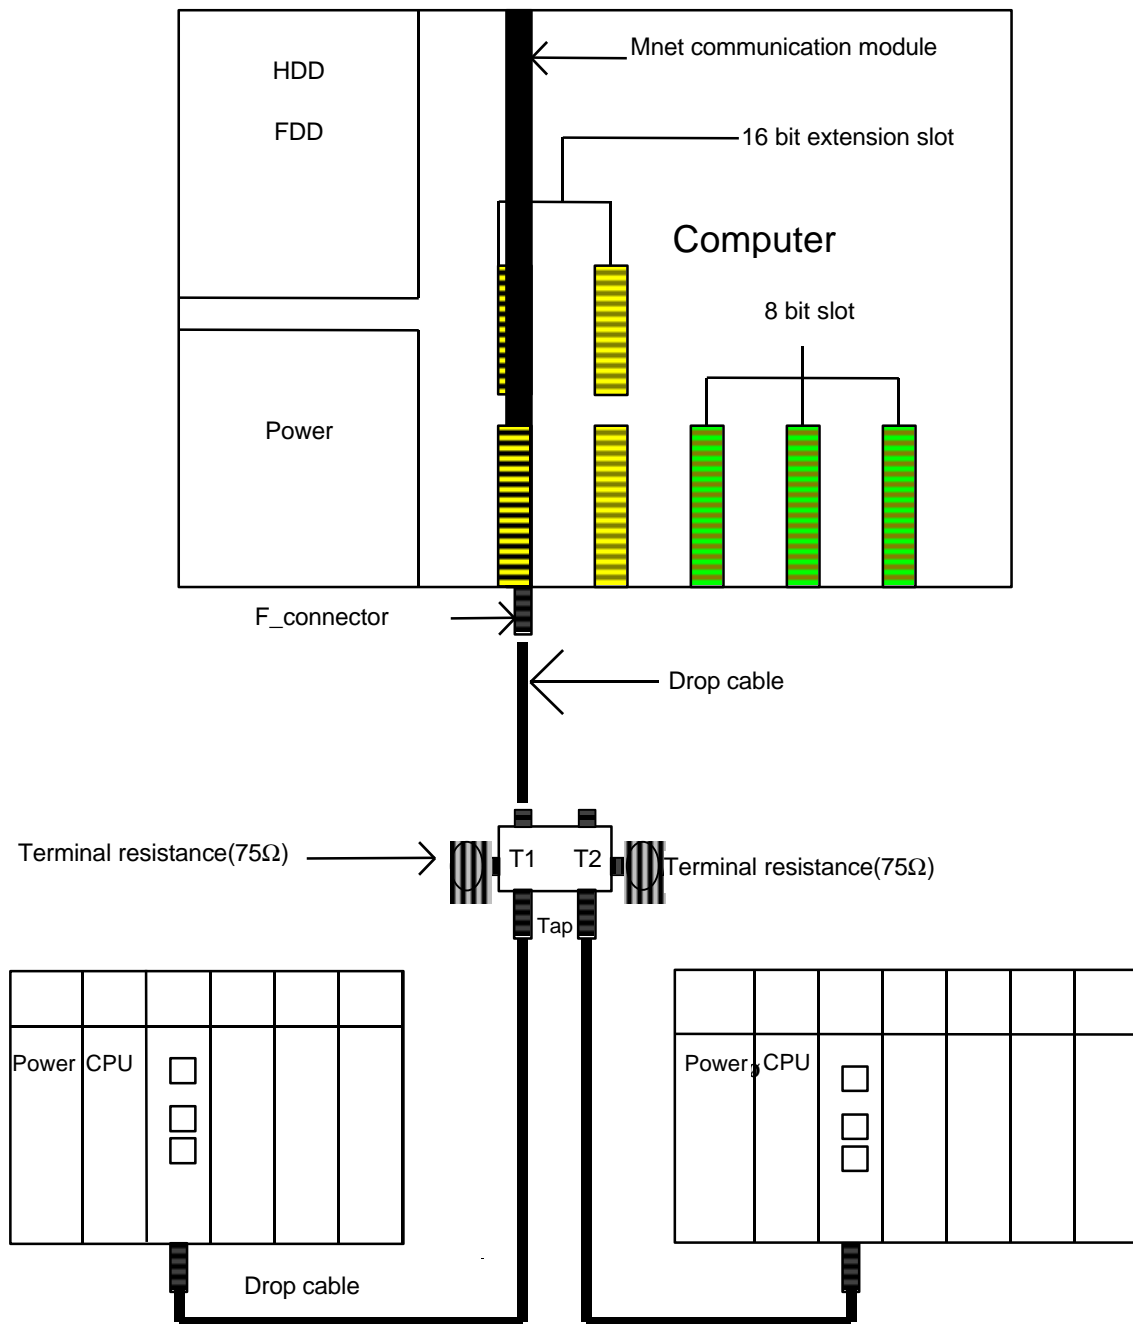 Mnet communication module
HDD
FDD
16 bit extension slot
Computer
8 bit slot
Power
F_connector
Drop cable
Terminal resistance(75Ω)
T1 T2
Terminal resistance(75Ω)
Tap
Power CPU
Power ø CPU
Drop cable